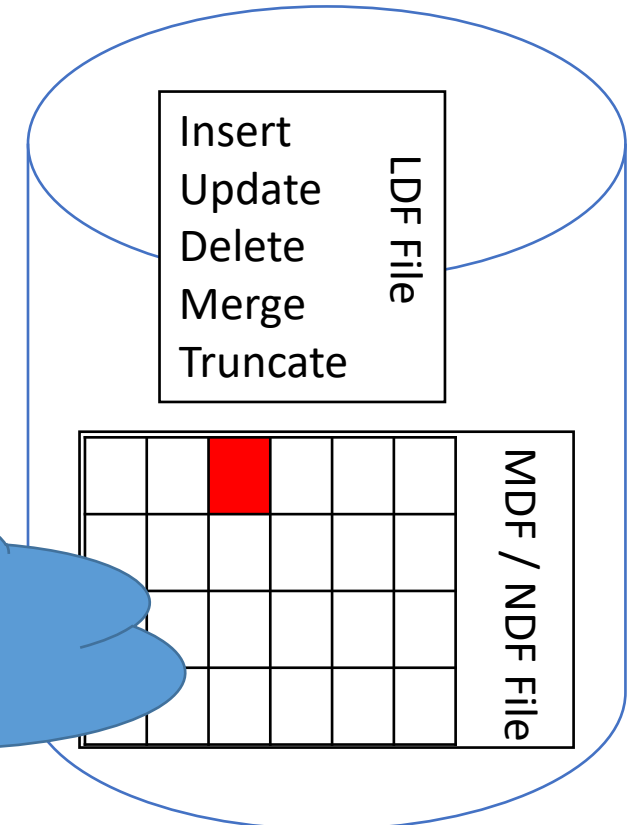 Insert
Update
Delete
Merge
Truncate
LDF File
MDF / NDF File